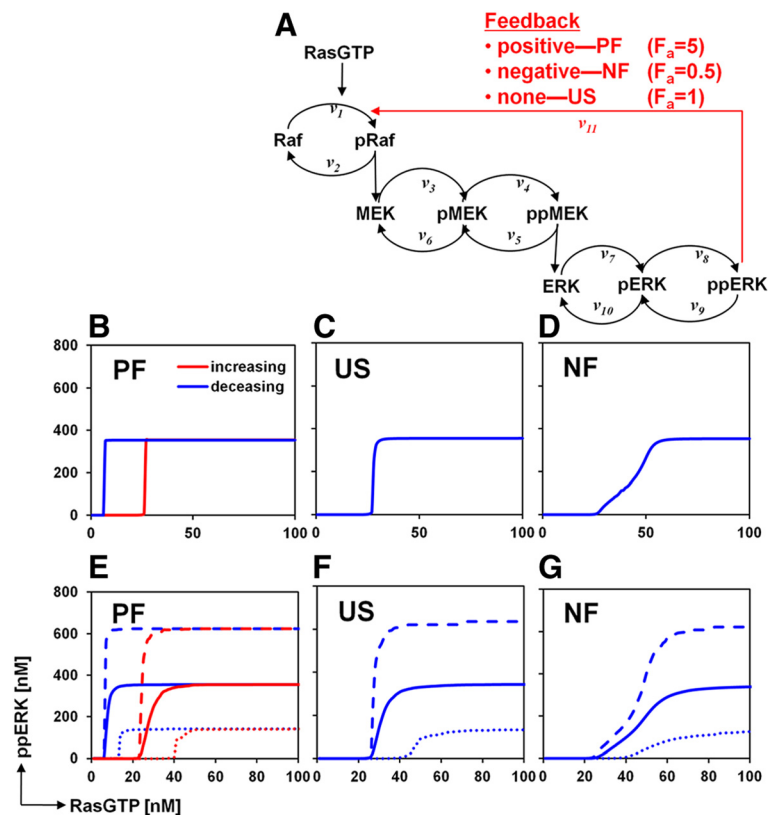 A
Feedback
• positive—PF (Fa=5)
• negative—NF (Fa=0.5)
• none—US (Fa=1)
RasGTP
v1
v11
Raf pRaf
v2
v3 v4
MEK pMEK ppMEK
v6 v5
v7 v8
ERK pERK ppERK
v10 v9
B C D
800
600
400
200
0
PF
increasing
deceasing
US
NF
0 50 100
0 50 100
0 50 100
E F G
800
600
400
200
0
PF
US
NF
0 20 40 60 80 100
0 20 40 60 80 100
0 20 40 60 80 100
ppERK [nM]
RasGTP [nM]